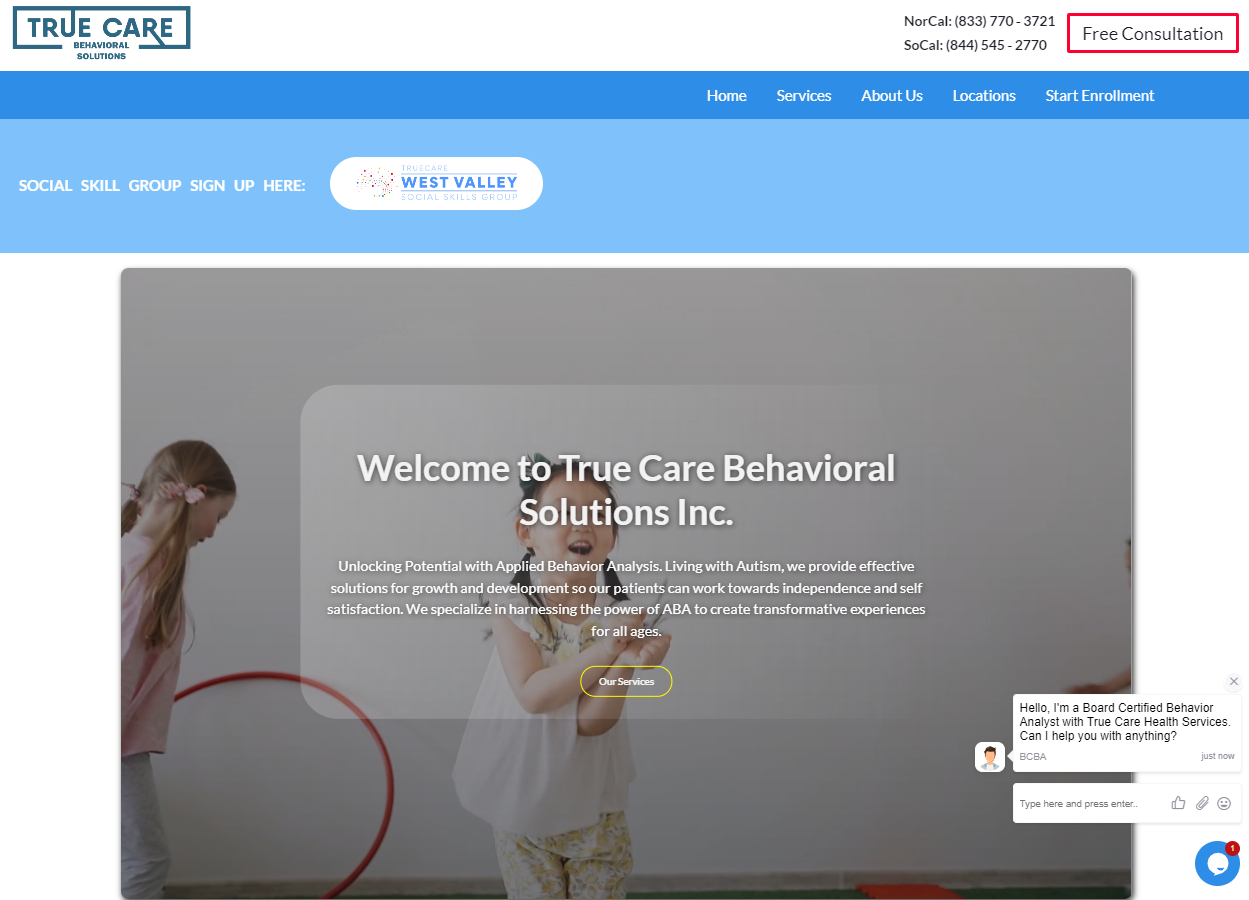 TRUE CARE
BEHAVIORAL
SOLUTIONS
NorCal: (833) 770 - 3721
SoCal: (844) 545 - 2770
Free Consultation
Home Services About Us Locations Start Enrollment
SOCIAL SKILL GROUP SIGN UP HERE:
TRUECARE
WEST VALLEY
SOCIAL SKILLS GROUP
Welcome to True Care Behavioral
Solutions Inc.
Unlocking Potential with Applied Behavior Analysis. Living with Autism, we provide effective
solutions for growth and development so our patients can work towards independence and self
satisfaction. We specialize in harnessing the power of ABA to create transformative experiences
for all ages.
Our Services
Hello, I'm a Board Certified Behavior
Analyst with True Care Health Services.
Can I help you with anything?
BCBA just now
Type here and press enter..
1